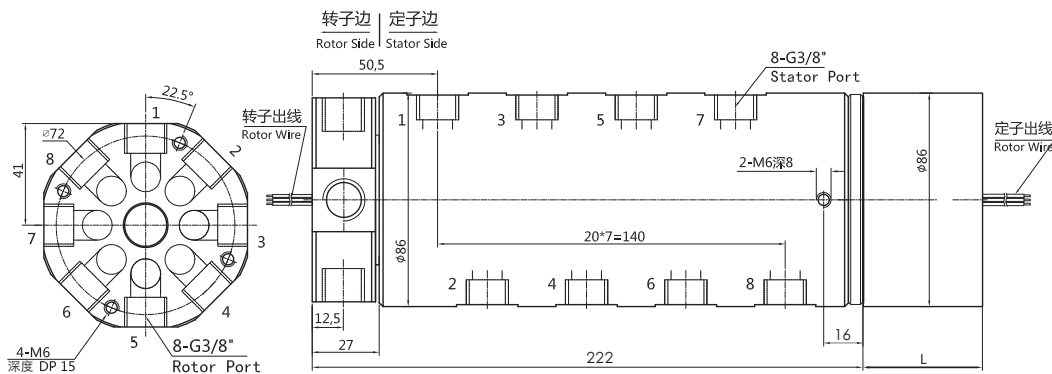 转子边 定子边
Rotor Side Stator Side
50,5
8-G3/8"
Stator Port
22.5°
1
⌀72
2
8
41
7
3
6
4
5
4-M6
深度 DP 15
8-G3/8"
Rotor Port
转子出线
Rotor Wire
1
3
5
7
2-M6深8
定子出线
Rotor Wire
ϕ86
ϕ86
20*7=140
2
4
6
8
12,5
16
27
222
L